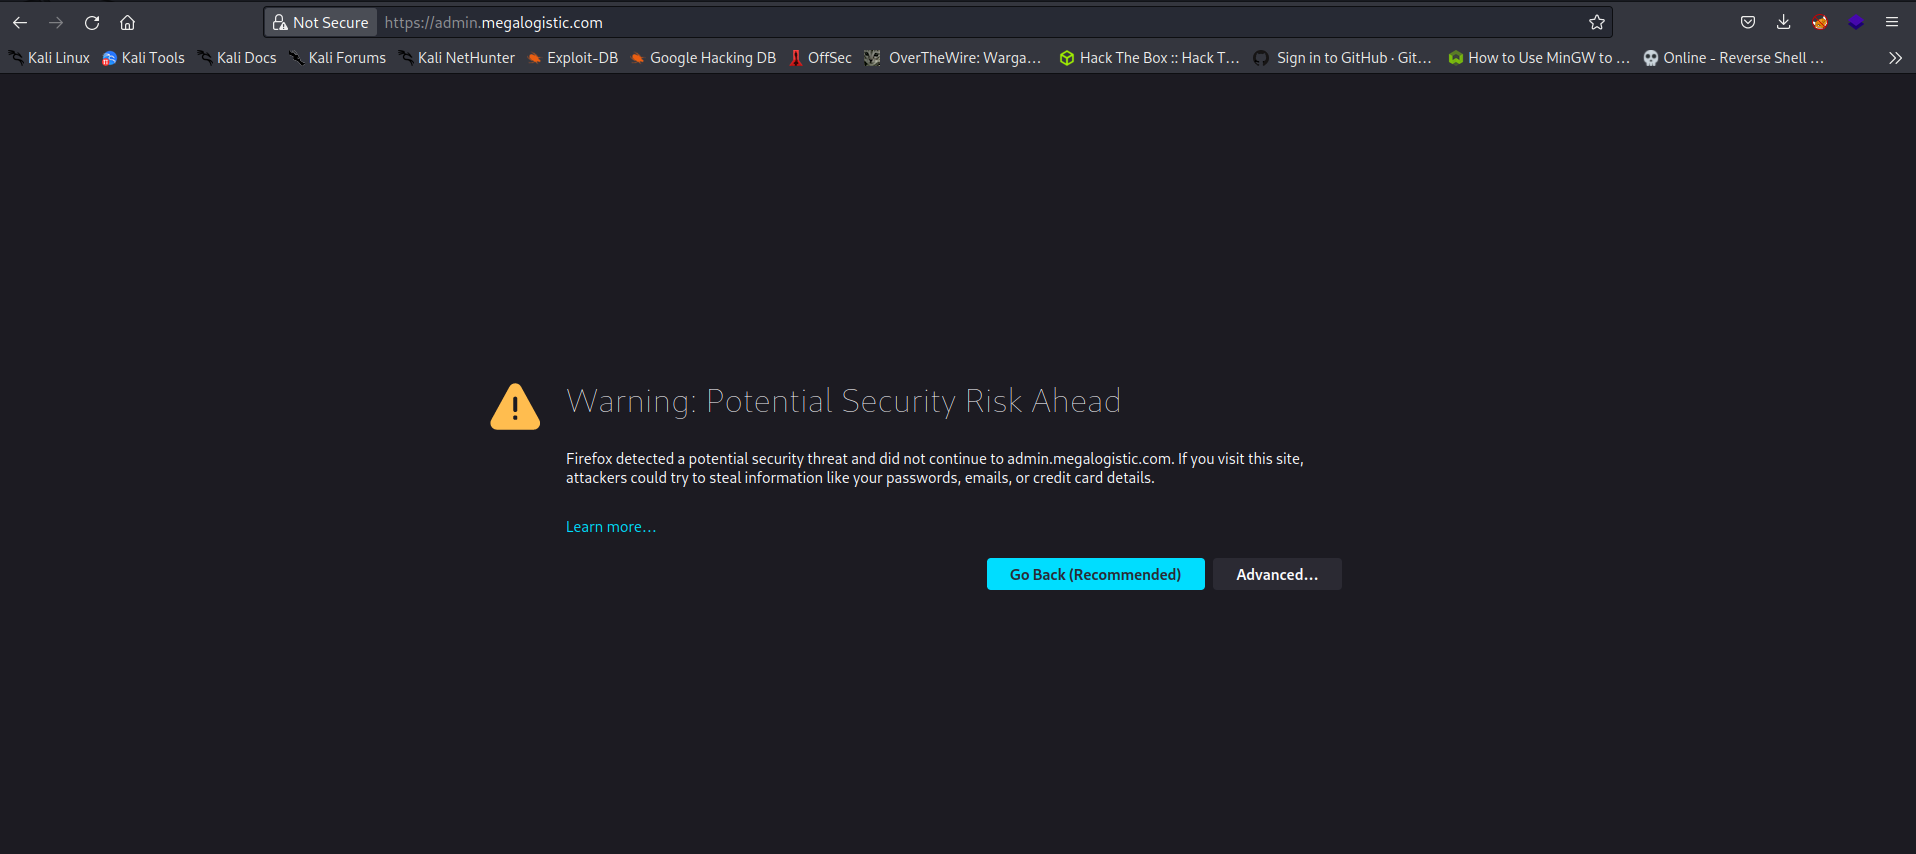 Not Secure https://admin.megalogistic.com
Kali Linux Kali Tools Kali Docs Kali Forums Kali NetHunter Exploit-DB Google Hacking DB OffSec OverTheWire: Warga… Hack The Box :: Hack T… Sign in to GitHub · Git… How to Use MinGW to … Online - Reverse Shell …
Warning: Potential Security Risk Ahead
Firefox detected a potential security threat and did not continue to admin.megalogistic.com. If you visit this site,
attackers could try to steal information like your passwords, emails, or credit card details.
Learn more…
Go Back (Recommended) Advanced…